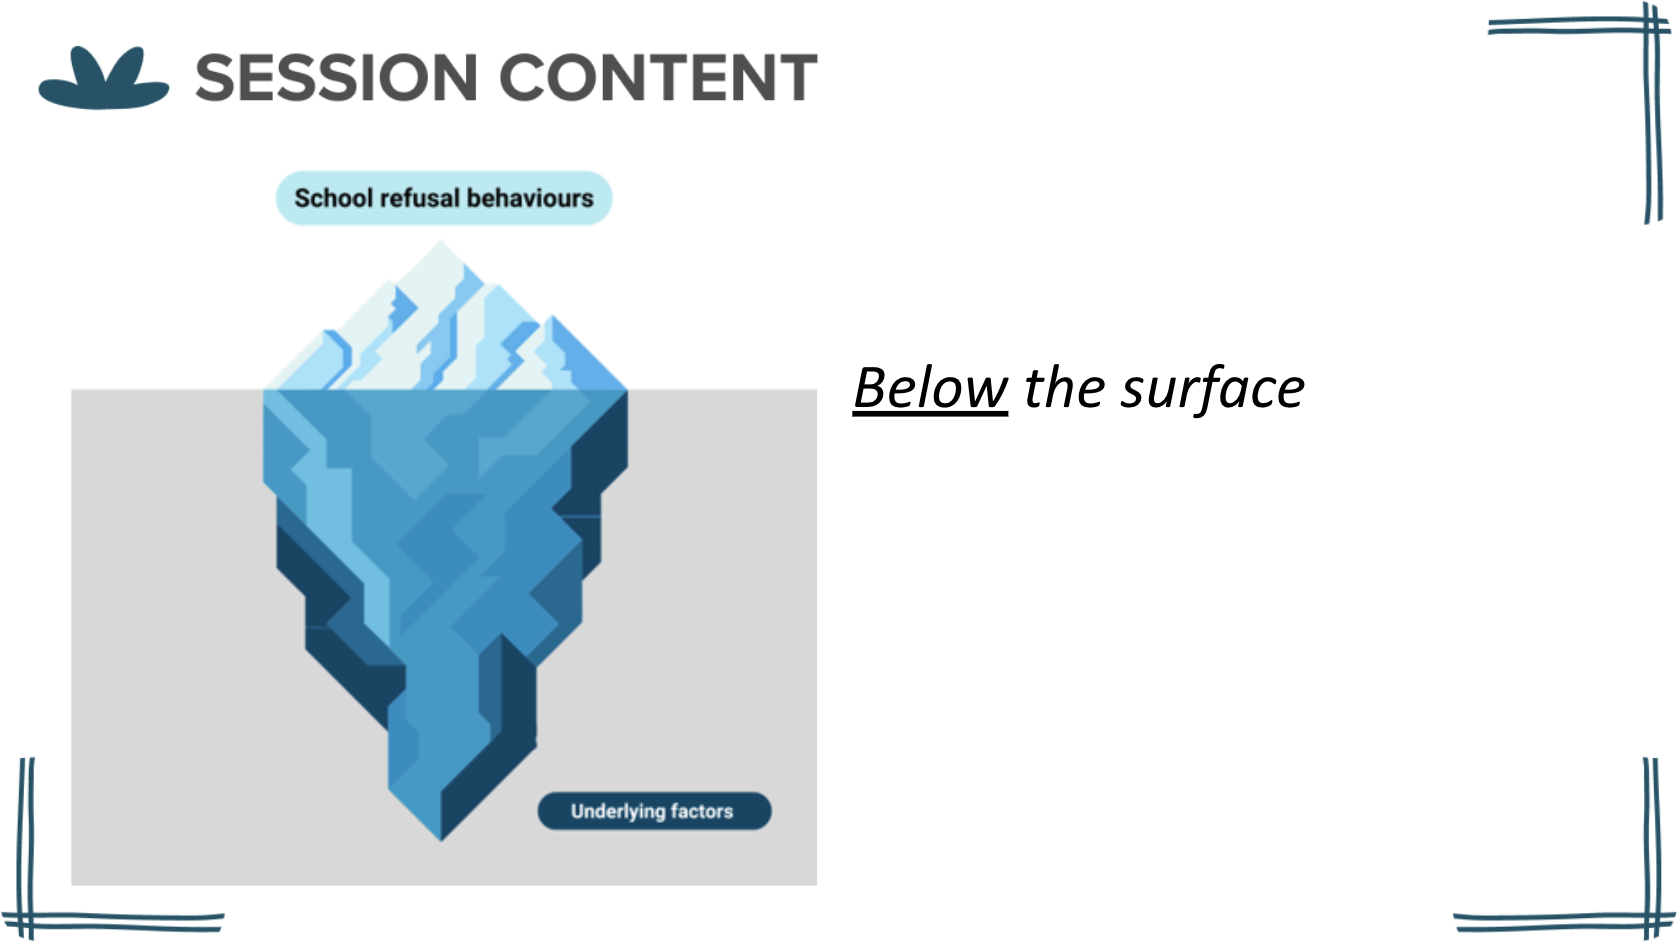 SESSION CONTENT
School refusal behaviours
Below the surface
Underlying factors